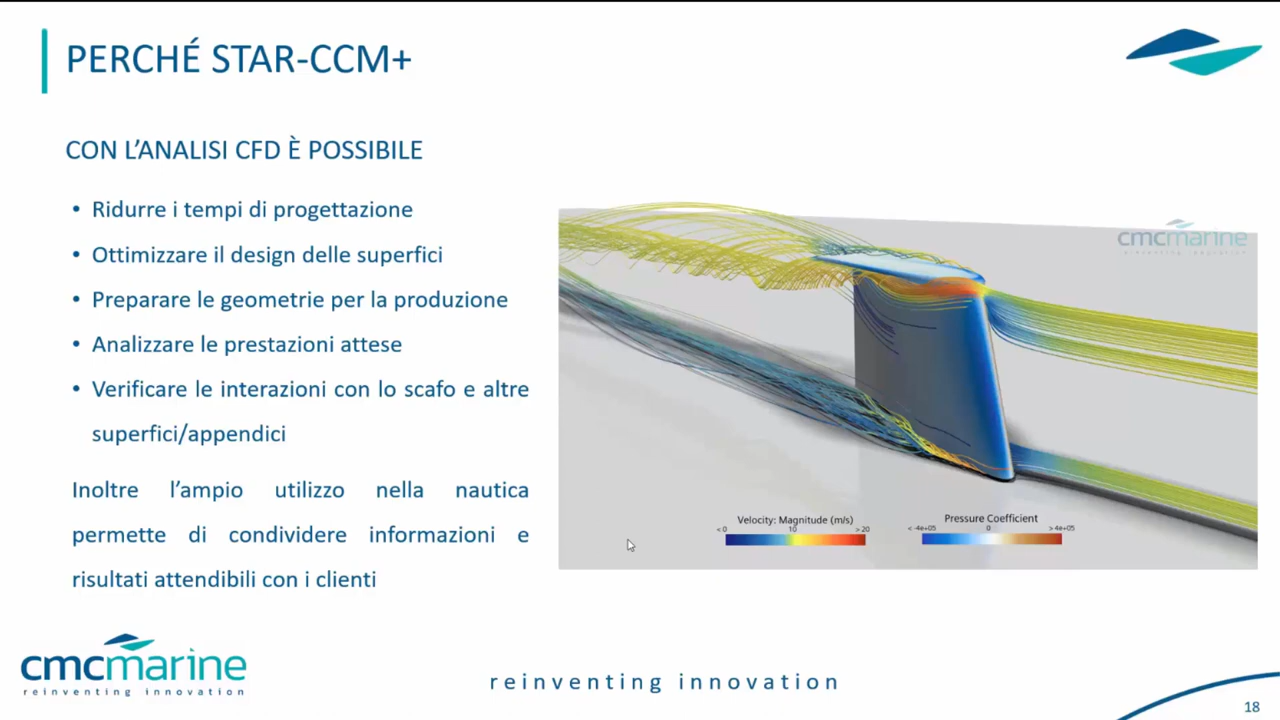 PERCHÉ STAR-CCM+
CON L'ANALISI CFD È POSSIBILE
• Ridurre i tempi di progettazione
• Ottimizzare il design delle superfici
• Preparare le geometrie per la produzione
• Analizzare le prestazioni attese
• Verificare le interazioni con lo scafo e altre
superfici/appendici
Inoltre l'ampio utilizzo nella nautica
permette di condividere informazioni e
risultati attendibili con i clienti
cmcmarine
reinventing innovation
Velocity: Magnitude (m/s)
< 0 10 > 20
Pressure Coefficient
< -4e+05 0 > 4e+05
cmcmarine
reinventing innovation
reinventing innovation
18